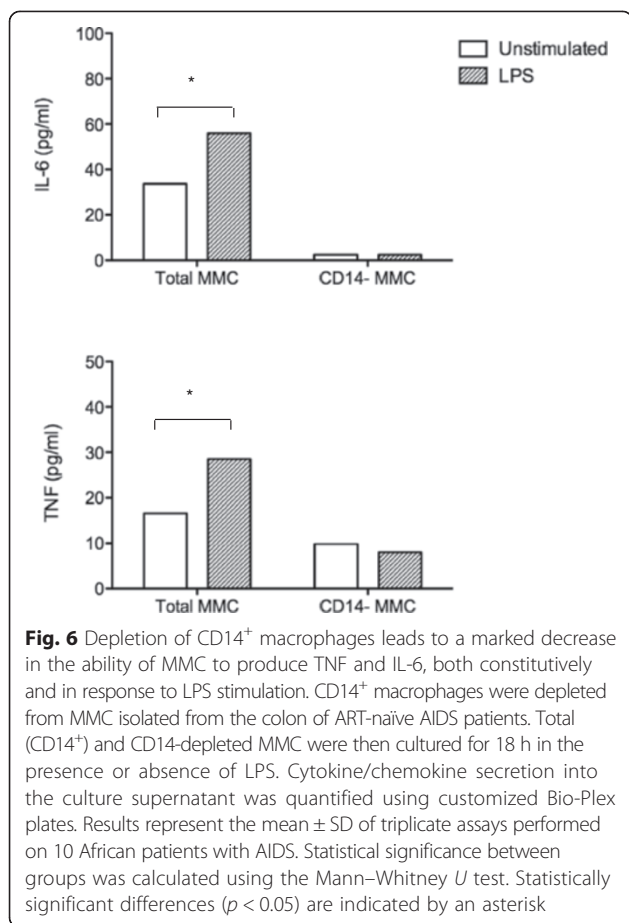 100
80
60
40
20
0
IL-6 (pg/ml)
*
Unstimulated
LPS
Total MMC
CD14- MMC
50
40
30
20
10
0
TNF (pg/ml)
*
Total MMC
CD14- MMC
Fig. 6 Depletion of CD14+ macrophages leads to a marked decrease
in the ability of MMC to produce TNF and IL-6, both constitutively
and in response to LPS stimulation. CD14+ macrophages were depleted
from MMC isolated from the colon of ART-naïve AIDS patients. Total
(CD14+) and CD14-depleted MMC were then cultured for 18 h in the
presence or absence of LPS. Cytokine/chemokine secretion into
the culture supernatant was quantified using customized Bio-Plex
plates. Results represent the mean ± SD of triplicate assays performed
on 10 African patients with AIDS. Statistical significance between
groups was calculated using the Mann–Whitney U test. Statistically
significant differences (p < 0.05) are indicated by an asterisk